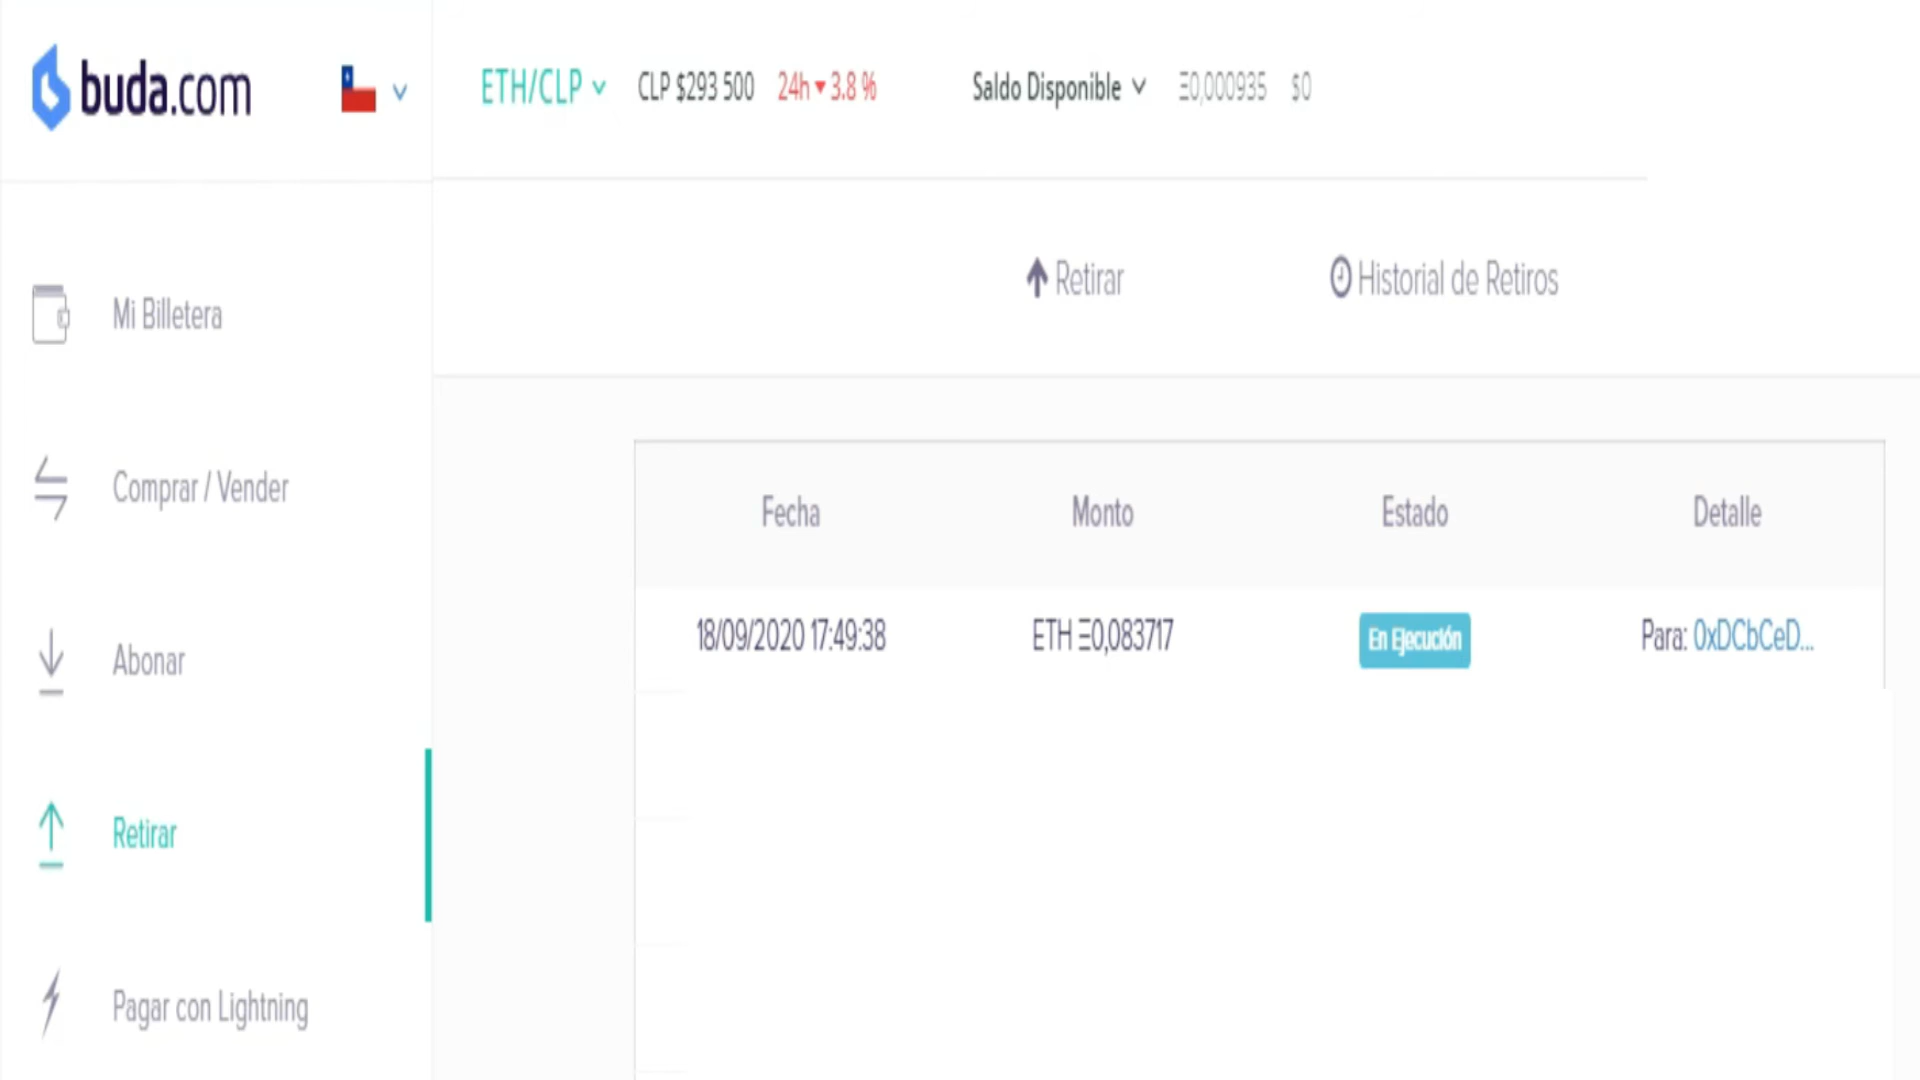 buda.com
ETH/CLP CLP $293 500 24h ▾ 3.8 % Saldo Disponible Ξ0,000935 $0
Retirar Historial de Retiros
Mi Billetera
Comprar / Vender
Abonar
Retirar
Pagar con Lightning
Fecha Monto Estado Detalle
18/09/2020 17:49:38 ETH Ξ0,083717 En Ejecución Para: 0xDCbCeD...